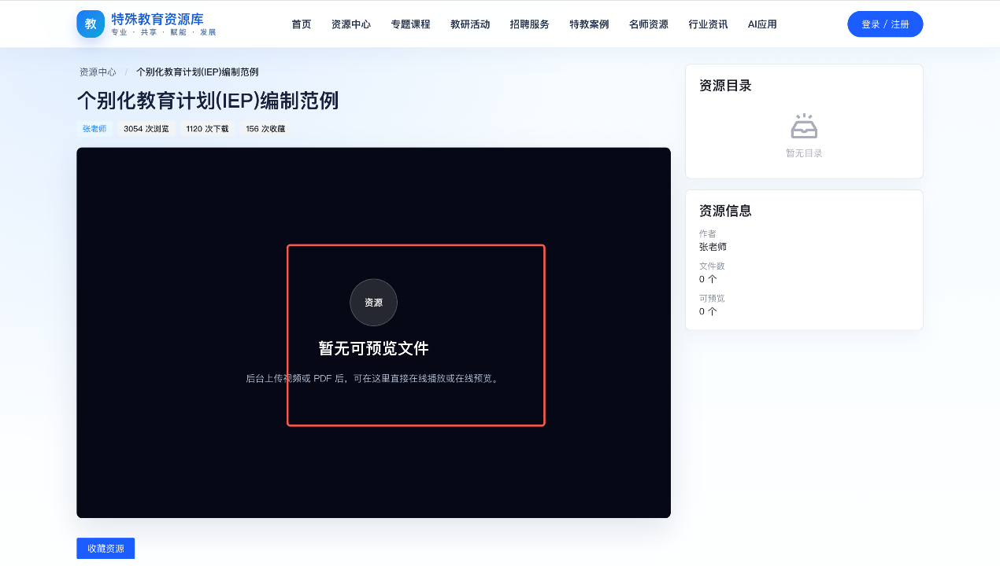 教
特殊教育资源库
专业 · 共享 · 赋能 · 发展
首页 资源中心 专题课程 教研活动 招聘服务 特教案例 名师资源 行业资讯 AI应用
登录 / 注册
资源中心 / 个别化教育计划(IEP)编制范例
个别化教育计划(IEP)编制范例
张老师 3054 次浏览 1120 次下载 156 次收藏
资源
暂无可预览文件
后台上传视频或 PDF 后，可在这里直接在线播放或在线预览。
收藏资源
资源目录
暂无目录
资源信息
作者
张老师
文件数
0 个
可预览
0 个